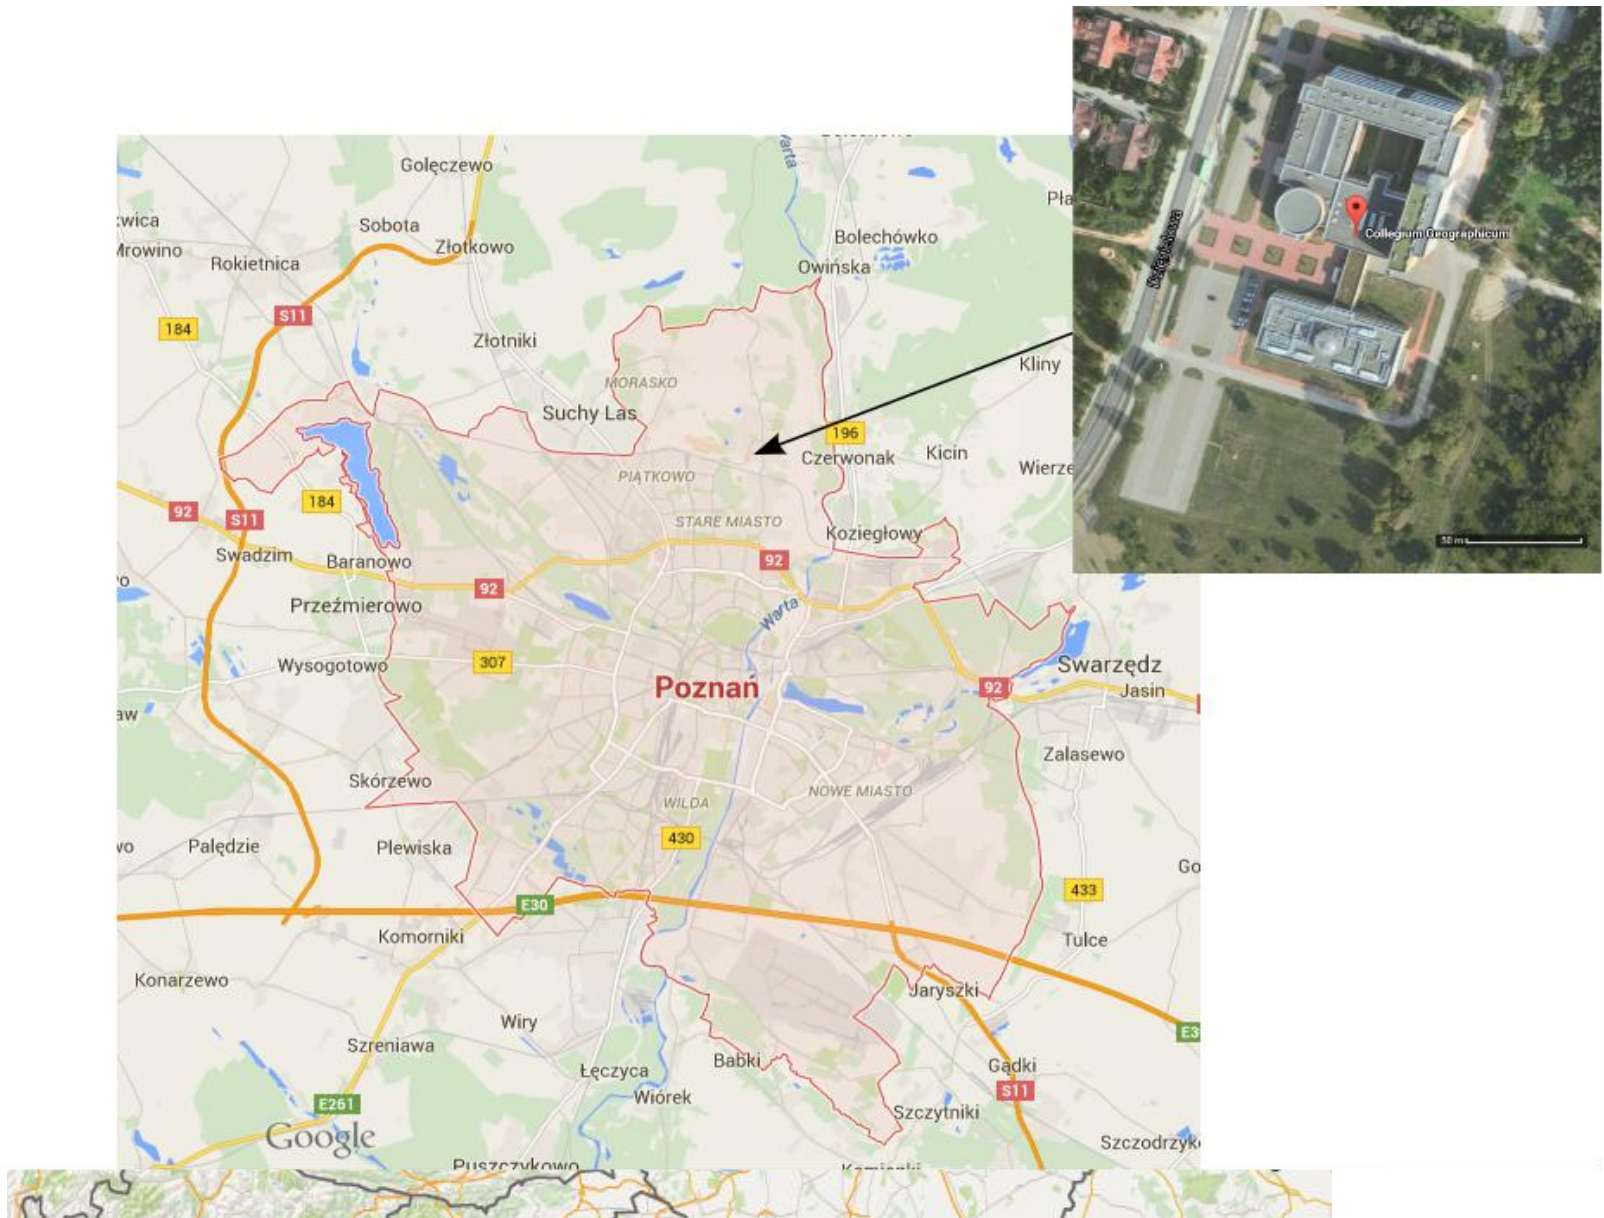 Golęczewo
Warta
Sobota
Mrowino
Złotkowo
Bolechówko
Rokietnica
Owińska
Collegium Geographicum
S11
184
Złotniki
Kliny
MORASKO
Suchy Las
196
Kicin
Czerwonak
PIĄTKOWO
184
92
S11
STARE MIASTO
Koziegłowy
50 m
Swadzim
Baranowo
92
92
Przeźmierowo
Warta
Wysogotowo
307
Swarzędz
Poznań
92
Jasin
Skórzewo
Zalasewo
WILDA
NOWE MIASTO
Palędzie
Plewiska
430
433
E30
Komorniki
Tulce
Konarzewo
Jaryszki
Wiry
Szreniawa
Babki
Łęczyca
Gądki
E261
Wiórek
S11
Szczytniki
Google
Puszczykowo